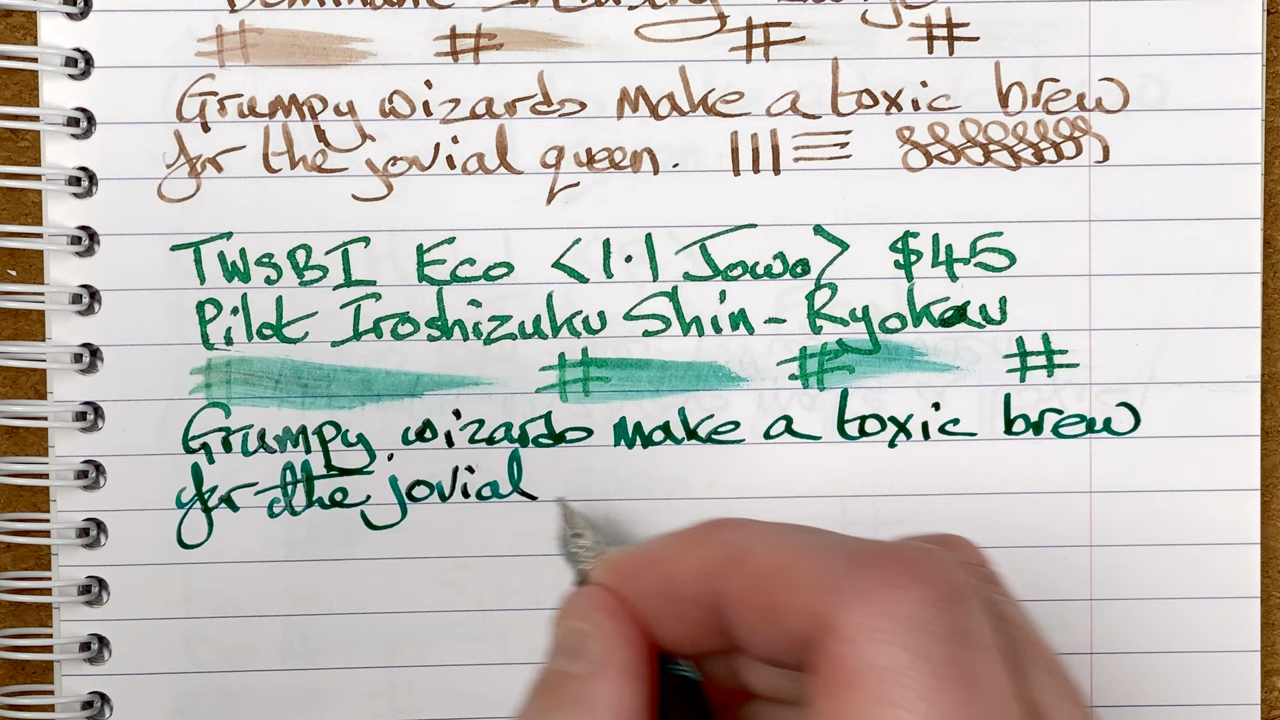 Grumpy wizards make a toxic brew
for the jovial queen.
TWSBI Eco <1.1 Jowo> $45
Pilot Iroshizuku Shin-Ryokau
# # #
Grumpy wizards make a toxic brew
for the jovial